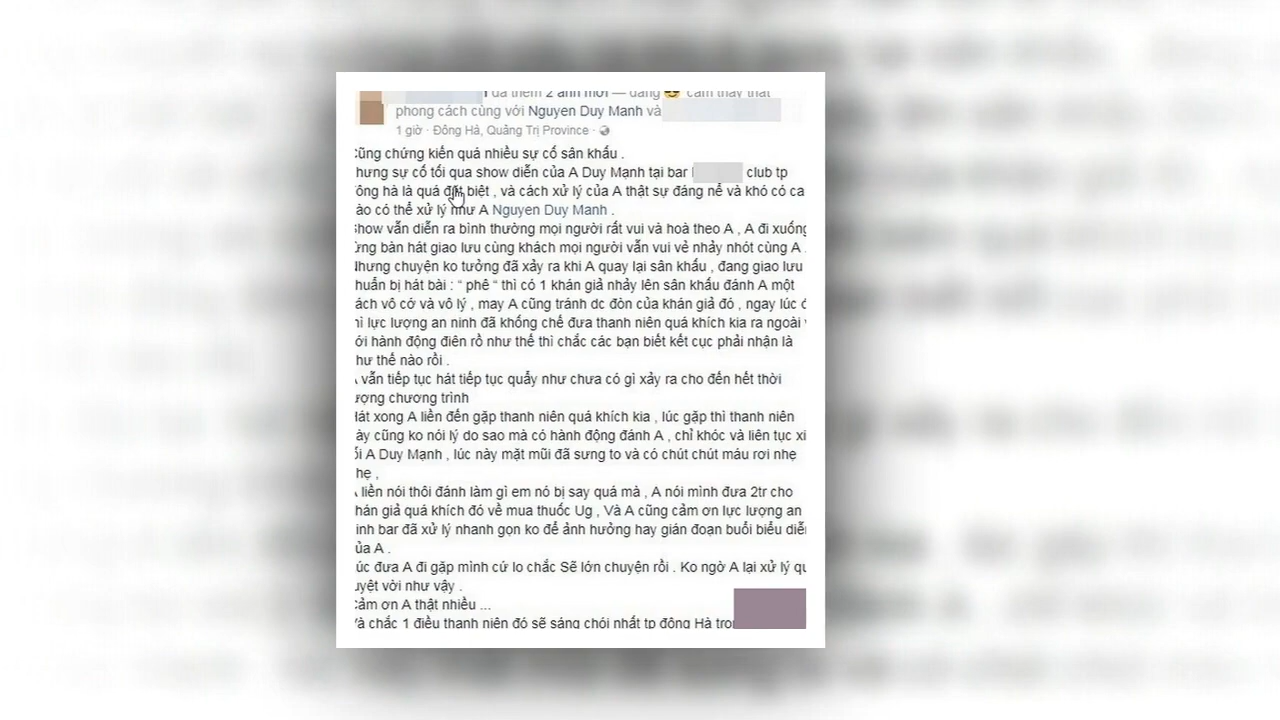 đã thêm 2 ảnh mới — đang cảm thấy thật
phong cách cùng với Nguyen Duy Manh và
1 giờ · Đông Hà, Quảng Trị Province ·
Cũng chứng kiến quá nhiều sự cố sân khấu .
hưng sự cố tối qua show diễn của A Duy Mạnh tại bar club tp
ông hà là quá đặt biệt , và cách xử lý của A thật sự đáng nể và khó có ca
ào có thể xử lý như A Nguyen Duy Manh .
Show vẫn diễn ra bình thường mọi người rất vui và hoà theo A , A đi xuống
ừng bàn hát giao lưu cùng khách mọi người vẫn vui vẻ nhảy nhót cùng A .
Nhưng chuyện ko tưởng đã xảy ra khi A quay lại sân khấu , đang giao lưu
huẩn bị hát bài : “ phê “ thì có 1 khán giả nhảy lên sân khấu đánh A một
ách vô cớ và vô lý , may A cũng tránh dc đòn của khán giả đó , ngay lúc
hì lực lượng an ninh đã khống chế đưa thanh niên quá khích kia ra ngoài
ới hành động điên rồ như thế thì chắc các bạn biết kết cục phải nhận là
hư thế nào rồi .
vẫn tiếp tục hát tiếp tục quẩy như chưa có gì xảy ra cho đến hết thời
ượng chương trình
Hát xong A liền đến gặp thanh niên quá khích kia , lúc gặp thì thanh niên
ày cũng ko nói lý do sao mà có hành động đánh A , chỉ khóc và liên tục xi
ỗi A Duy Mạnh , lúc này mặt mũi đã sưng to và có chút chút máu rơi nhẹ
hẹ ,
liền nói thôi đánh làm gì em nó bị say quá mà , A nói mình đưa 2tr cho
hán giả quá khích đó về mua thuốc Ug , Và A cũng cảm ơn lực lượng an
inh bar đã xử lý nhanh gọn ko để ảnh hưởng hay gián đoạn buổi biểu diễ
ủa A .
úc đưa A đi gặp mình cứ lo chắc Sẽ lớn chuyện rồi . Ko ngờ A lại xử lý qu
uyệt vời như vậy .
Cảm ơn A thật nhiều ...
Và chắc 1 điều thanh niên đó sẽ sáng chói nhất tp đông Hà tro